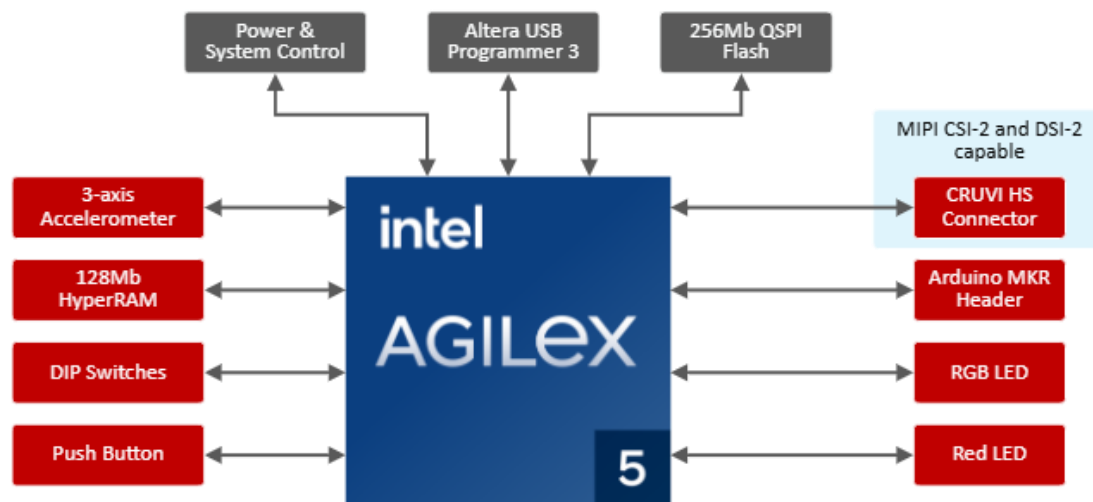 Power &
System Control
Altera USB
Programmer 3
256Mb QSPI
Flash
MIPI CSI-2 and DSI-2
capable
3-axis
Accelerometer
CRUVI HS
Connector
intel
128Mb
HyperRAM
Arduino MKR
Header
AGILEX
DIP Switches
RGB LED
Push Button
Red LED
5